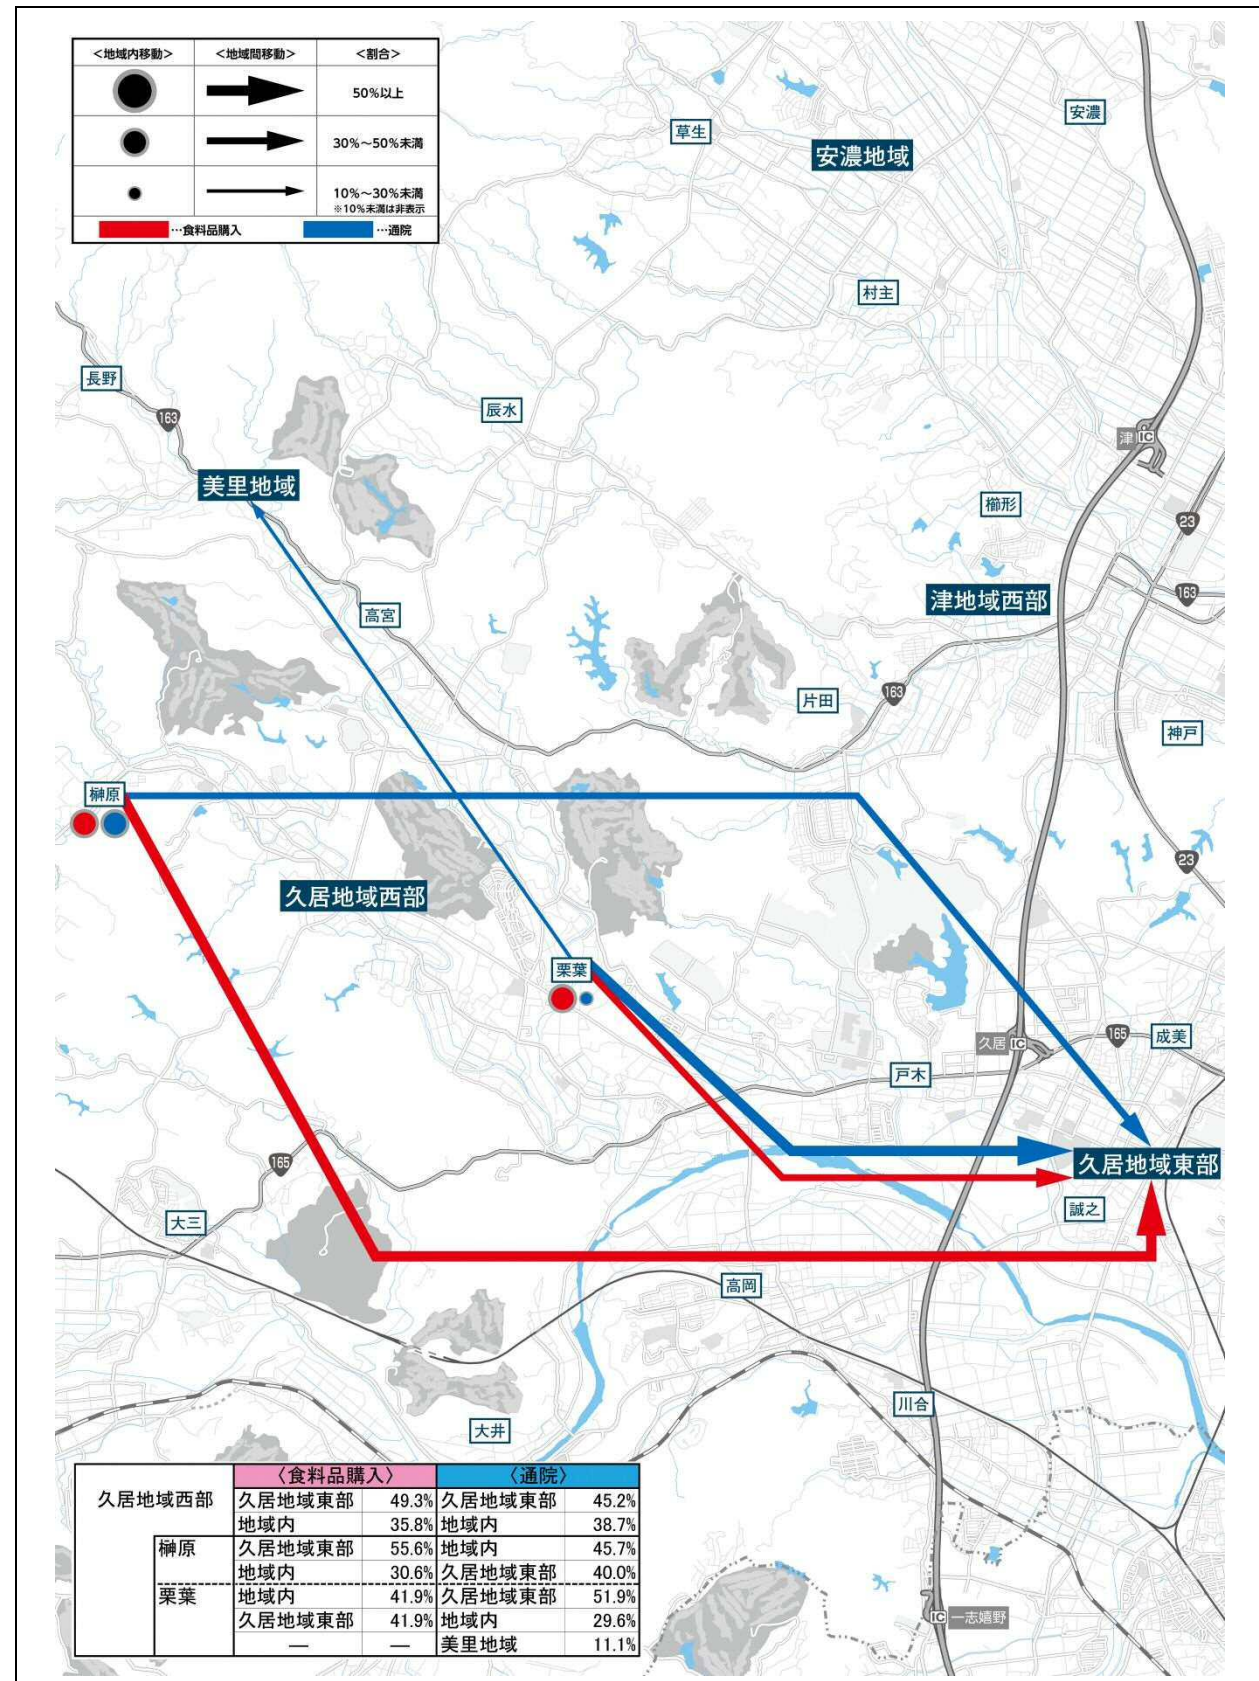 ＜地域内移動＞ ＜地域間移動＞ ＜割合＞
50%以上
30%～50%未満
10%～30%未満
※10%未満は非表示
…食料品購入 …通院
安濃
草生
安濃地域
村主
長野
163
辰水
津 IC
美里地域
櫛形
23
津地域西部
163
高宮
片田
163
神戸
榊原
23
久居地域西部
栗葉
久居 IC
165
成美
戸木
久居地域東部
165
誠之
大三
高岡
川合
大井
IC 一志嬉野
〈食料品購入〉 〈通院〉
久居地域西部 久居地域東部 49.3% 久居地域東部 45.2%
地域内 35.8% 地域内 38.7%
榊原 久居地域東部 55.6% 地域内 45.7%
地域内 30.6% 久居地域東部 40.0%
栗葉 地域内 41.9% 久居地域東部 51.9%
久居地域東部 41.9% 地域内 29.6%
― ― 美里地域 11.1%